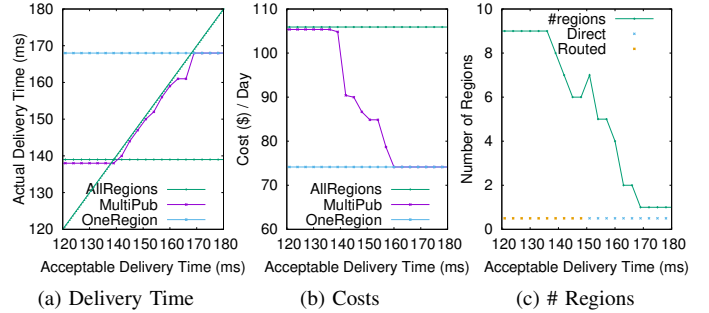 Actual Delivery Time (ms)
180
170
160
150
140
130
120
AllRegions
MultiPub
OneRegion
120 130 140 150 160 170 180
Acceptable Delivery Time (ms)
(a) Delivery Time
Cost ($) / Day
110
100
90
80
70
60
AllRegions
MultiPub
OneRegion
120 130 140 150 160 170 180
Acceptable Delivery Time (ms)
(b) Costs
Number of Regions
10
8
6
4
2
0
#regions
Direct
Routed
120 130 140 150 160 170 180
Acceptable Delivery Time (ms)
(c) # Regions